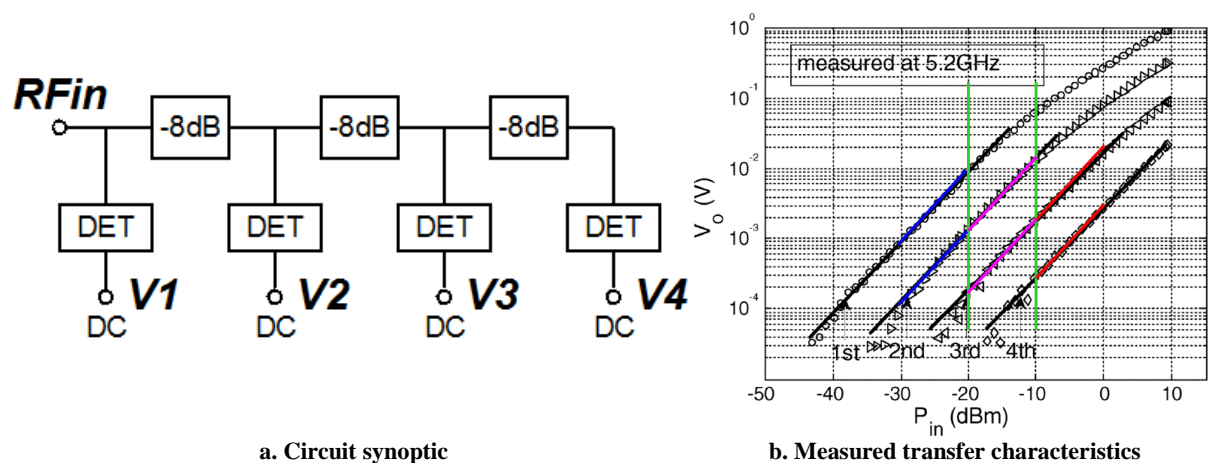 RFin
-8dB -8dB -8dB
DET DET DET DET
V1 V2 V3 V4
DC DC DC DC
a. Circuit synoptic
measured at 5.2GHz
10^0
10^-1
10^-2
10^-3
10^-4
V_o (V)
1st 2nd 3rd 4th
-50 -40 -30 -20 -10 0 10
P_in (dBm)
b. Measured transfer characteristics